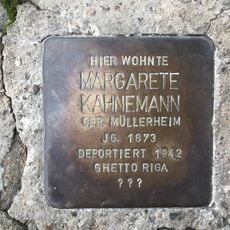 HIER WOHNTE
MARGARETE
KAHNEMANN
GEB. MÜLLERHEIM
JG. 1873
DEPORTIERT 1942
GHETTO RIGA
???